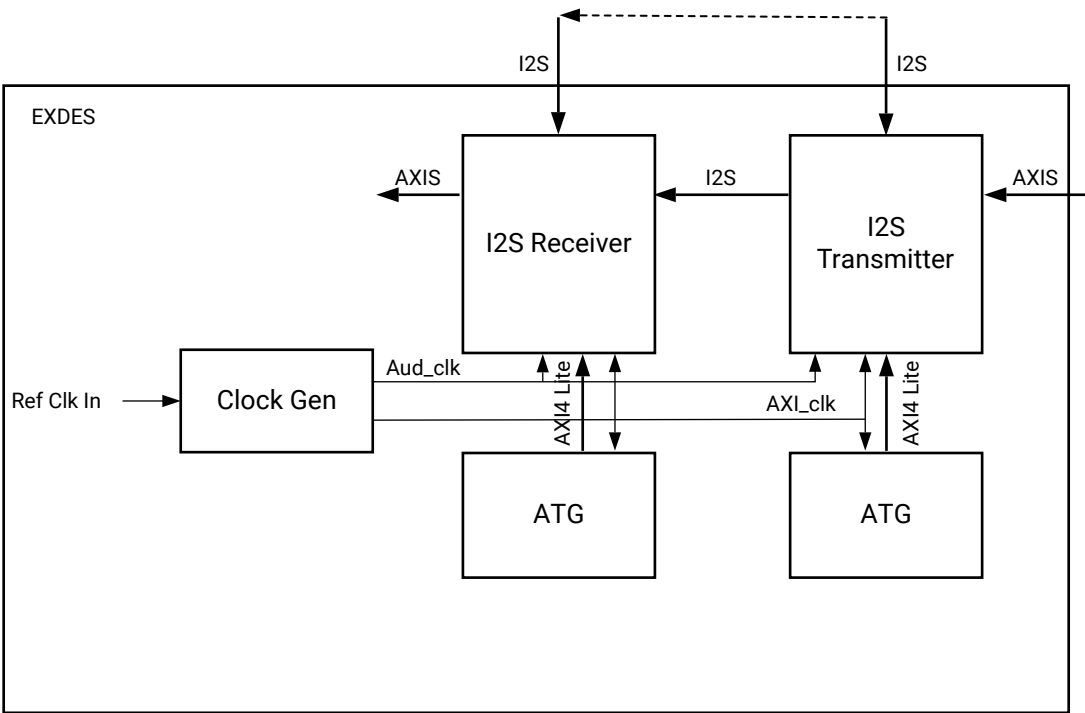 I2S
I2S
EXDES
AXIS
I2S
AXIS
I2S Receiver
I2S
Transmitter
Aud_clk
AXI4 Lite
AXI4 Lite
Ref Clk In
Clock Gen
AXI_clk
ATG
ATG